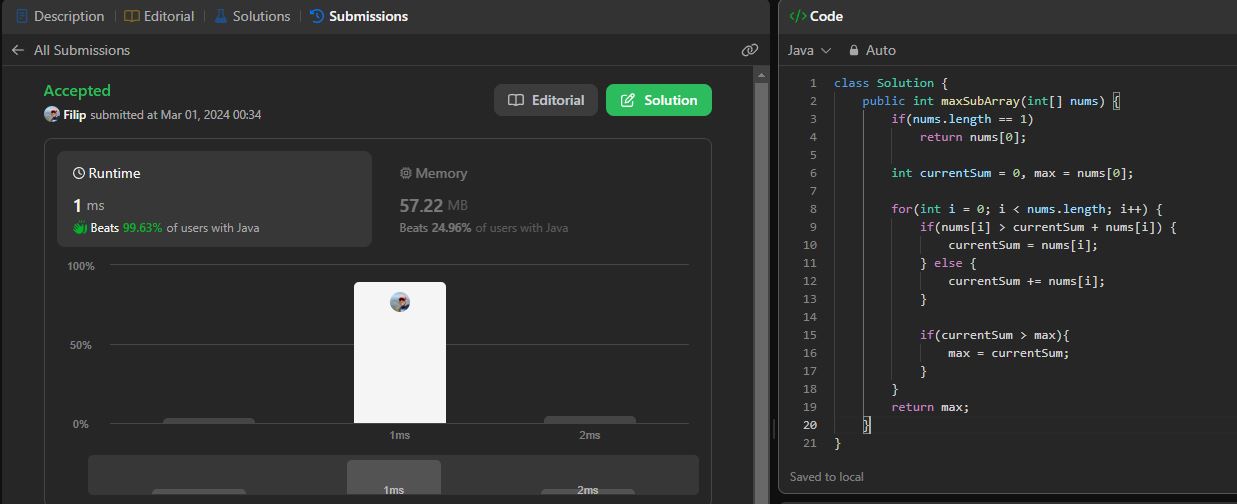 Description | Editorial | Solutions | Submissions
All Submissions
Accepted
Filip submitted at Mar 01, 2024 00:34
Editorial
Solution
Runtime
1 ms
Beats 99.63% of users with Java
Memory
57.22 MB
Beats 24.96% of users with Java
100%
50%
0%
1ms 2ms
1ms 2ms
</> Code
Java Auto
1 class Solution {
2     public int maxSubArray(int[] nums) {
3         if(nums.length == 1)
4             return nums[0];
5
6         int currentSum = 0, max = nums[0];
7
8         for(int i = 0; i < nums.length; i++) {
9             if(nums[i] > currentSum + nums[i]) {
10                 currentSum = nums[i];
11             } else {
12                 currentSum += nums[i];
13             }
14
15             if(currentSum > max){
16                 max = currentSum;
17             }
18         }
19         return max;
20     }
21 }
Saved to local